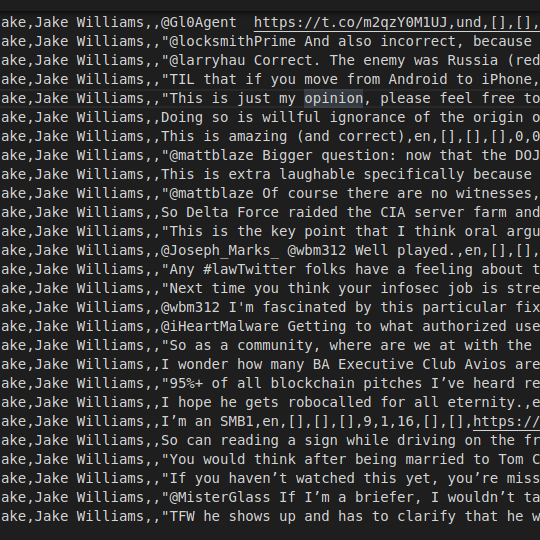 ake,Jake Williams,,@Gl0Agent  https://t.co/m2qzY0M1UJ,und,[],[],
ake,Jake Williams,,"@locksmithPrime And also incorrect, because
ake,Jake Williams,,"@larryhau Correct. The enemy was Russia (red
ake,Jake Williams,,"TIL that if you move from Android to iPhone,
ake,Jake Williams,,"This is just my opinion, please feel free to
ake,Jake Williams,,Doing so is willful ignorance of the origin o
ake,Jake Williams,,This is amazing (and correct),en,[],[],[],0,0
ake,Jake Williams,,"@mattblaze Bigger question: now that the DOJ
ake,Jake Williams,,This is extra laughable specifically because
ake,Jake Williams,,"@mattblaze Of course there are no witnesses,
ake,Jake Williams,,So Delta Force raided the CIA server farm and
ake,Jake Williams,,"This is the key point that I think oral argu
ake,Jake Williams,,@Joseph_Marks_ @wbm312 Well played.,en,[],[],
ake,Jake Williams,,"Any #lawTwitter folks have a feeling about t
ake,Jake Williams,,"Next time you think your infosec job is stre
ake,Jake Williams,,@wbm312 I'm fascinated by this particular fix
ake,Jake Williams,,@iHeartMalware Getting to what authorized use
ake,Jake Williams,,"So as a community, where are we at with the
ake,Jake Williams,,I wonder how many BA Executive Club Avios are
ake,Jake Williams,,"95%+ of all blockchain pitches I’ve heard re
ake,Jake Williams,,I hope he gets robocalled for all eternity.,e
ake,Jake Williams,,I’m an SMB1,en,[],[],[],9,1,16,[],[],https://
ake,Jake Williams,,So can reading a sign while driving on the fr
ake,Jake Williams,,"You would think after being married to Tom C
ake,Jake Williams,,"If you haven’t watched this yet, you’re miss
ake,Jake Williams,,"@MisterGlass If I’m a briefer, I wouldn’t ta
ake,Jake Williams,,"TFW he shows up and has to clarify that he w